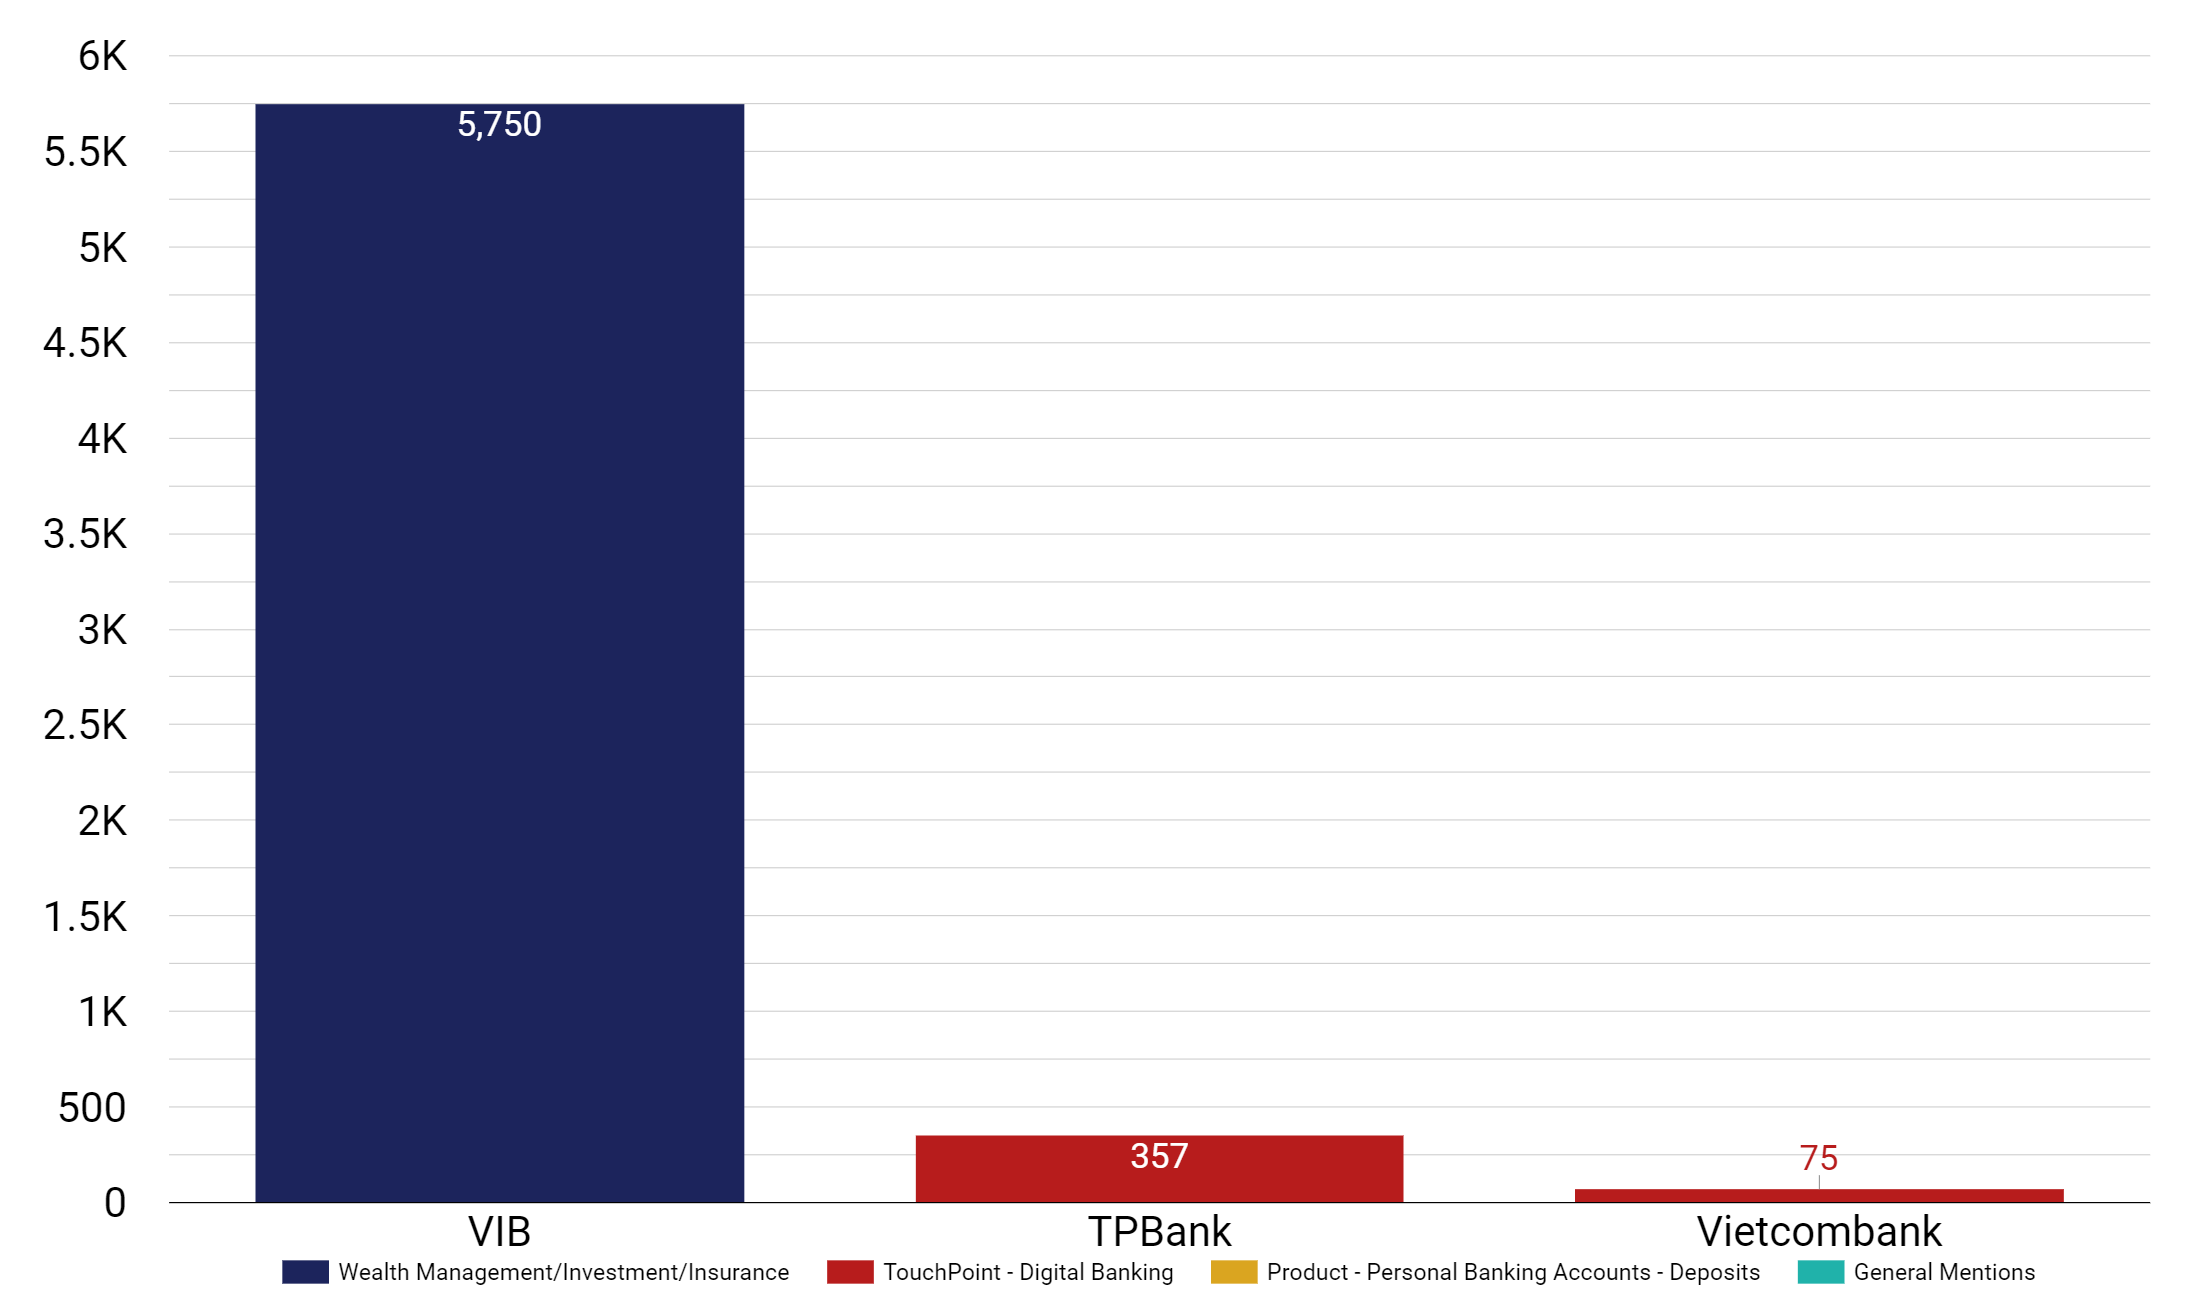 6K
5,750
5.5K
5K
4.5K
4K
3.5K
3K
2.5K
2K
1.5K
1K
500
357
75
0
VIB TPBank Vietcombank
Wealth Management/Investment/Insurance TouchPoint - Digital Banking Product - Personal Banking Accounts - Deposits General Mentions